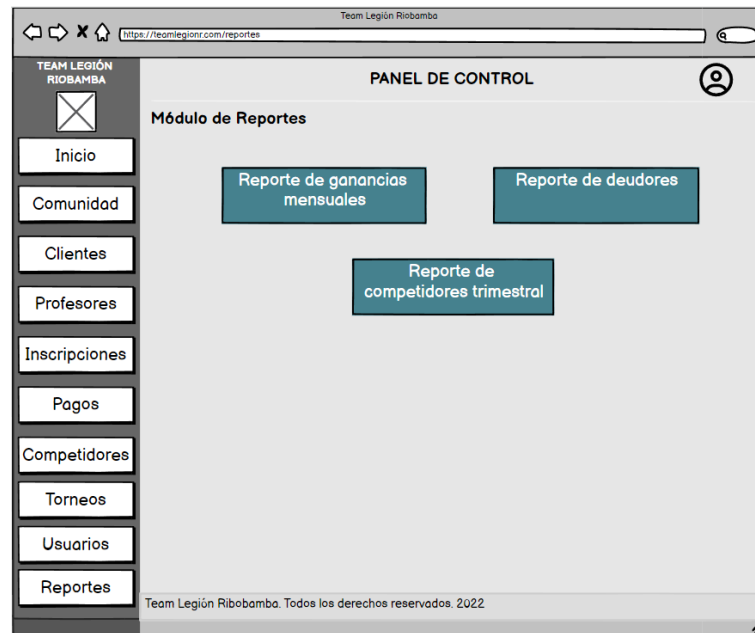 Team Legión Riobamba
https://teamlegionr.com/reportes
TEAM LEGIÓN
RIOBAMBA
PANEL DE CONTROL
Módulo de Reportes
Inicio
Comunidad
Clientes
Profesores
Inscripciones
Pagos
Competidores
Torneos
Usuarios
Reportes
Reporte de ganancias
mensuales
Reporte de deudores
Reporte de
competidores trimestral
Team Legión Ribobamba. Todos los derechos reservados. 2022